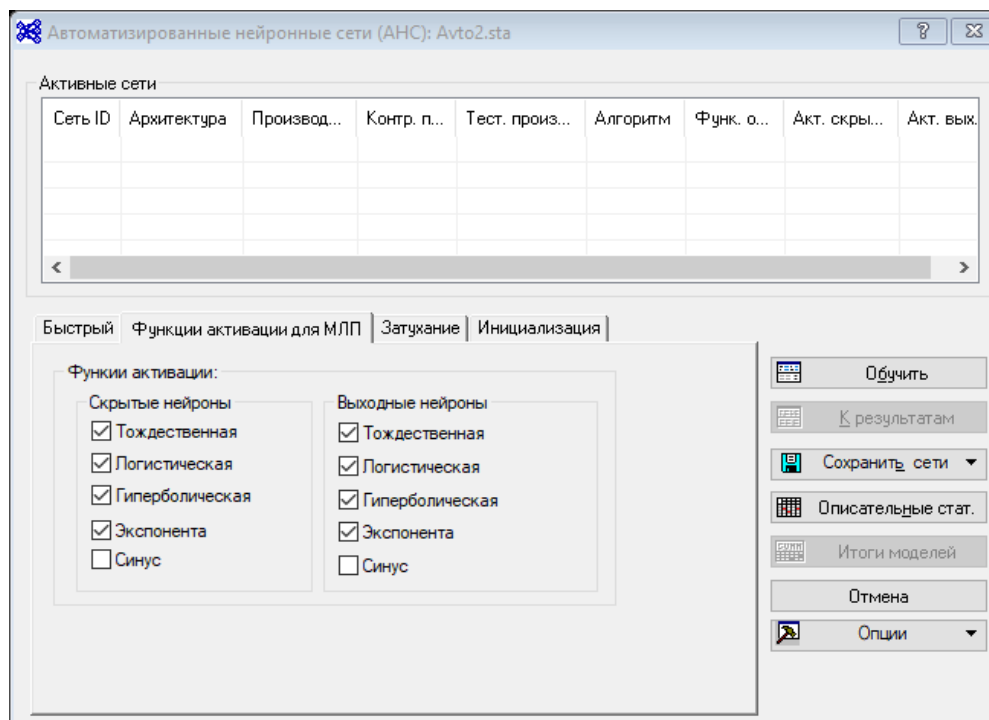 Автоматизированные нейронные сети (АНС): Avto2.sta
Активные сети
Сеть ID Архитектура Производ... Контр. п... Тест. произ... Алгоритм Функ. о... Акт. скры... Акт. вых.
Быстрый Функции активации для МЛП Затухание Инициализация
Функии активации:
Скрытые нейроны
Тождественная
Логистическая
Гиперболическая
Экспонента
Синус
Выходные нейроны
Тождественная
Логистическая
Гиперболическая
Экспонента
Синус
Обучить
К результатам
Сохранить сети
Описательные стат.
Итоги моделей
Отмена
Опции